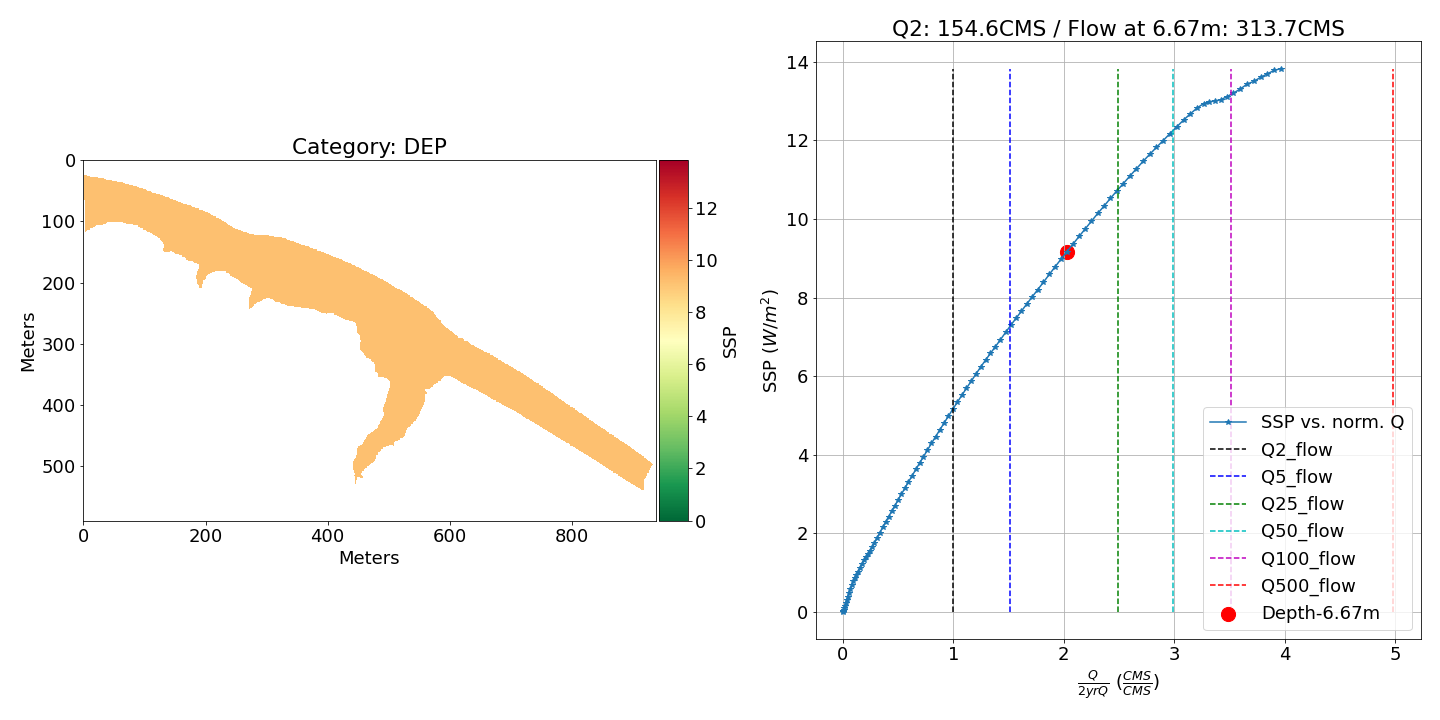 Category: DEP
0
100
200
300
400
500
Meters
0
200
400
600
800
Meters
12
10
8
6
4
2
0
SSP
Q2: 154.6CMS / Flow at 6.67m: 313.7CMS
14
12
10
8
6
4
2
0
SSP (W/m²)
0
1
2
3
4
5
Q/2yrQ (CMS/CMS)
SSP vs. norm. Q
Q2_flow
Q5_flow
Q25_flow
Q50_flow
Q100_flow
Q500_flow
Depth-6.67m